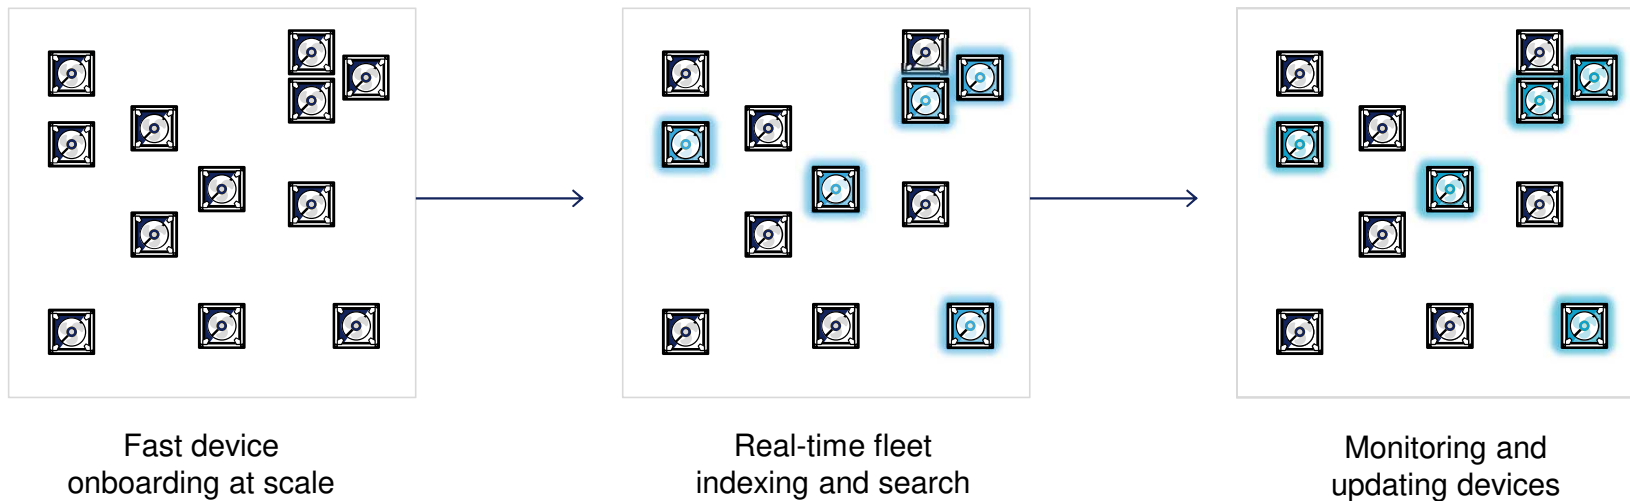 Fast device
onboarding at scale
Real-time fleet
indexing and search
Monitoring and
updating devices